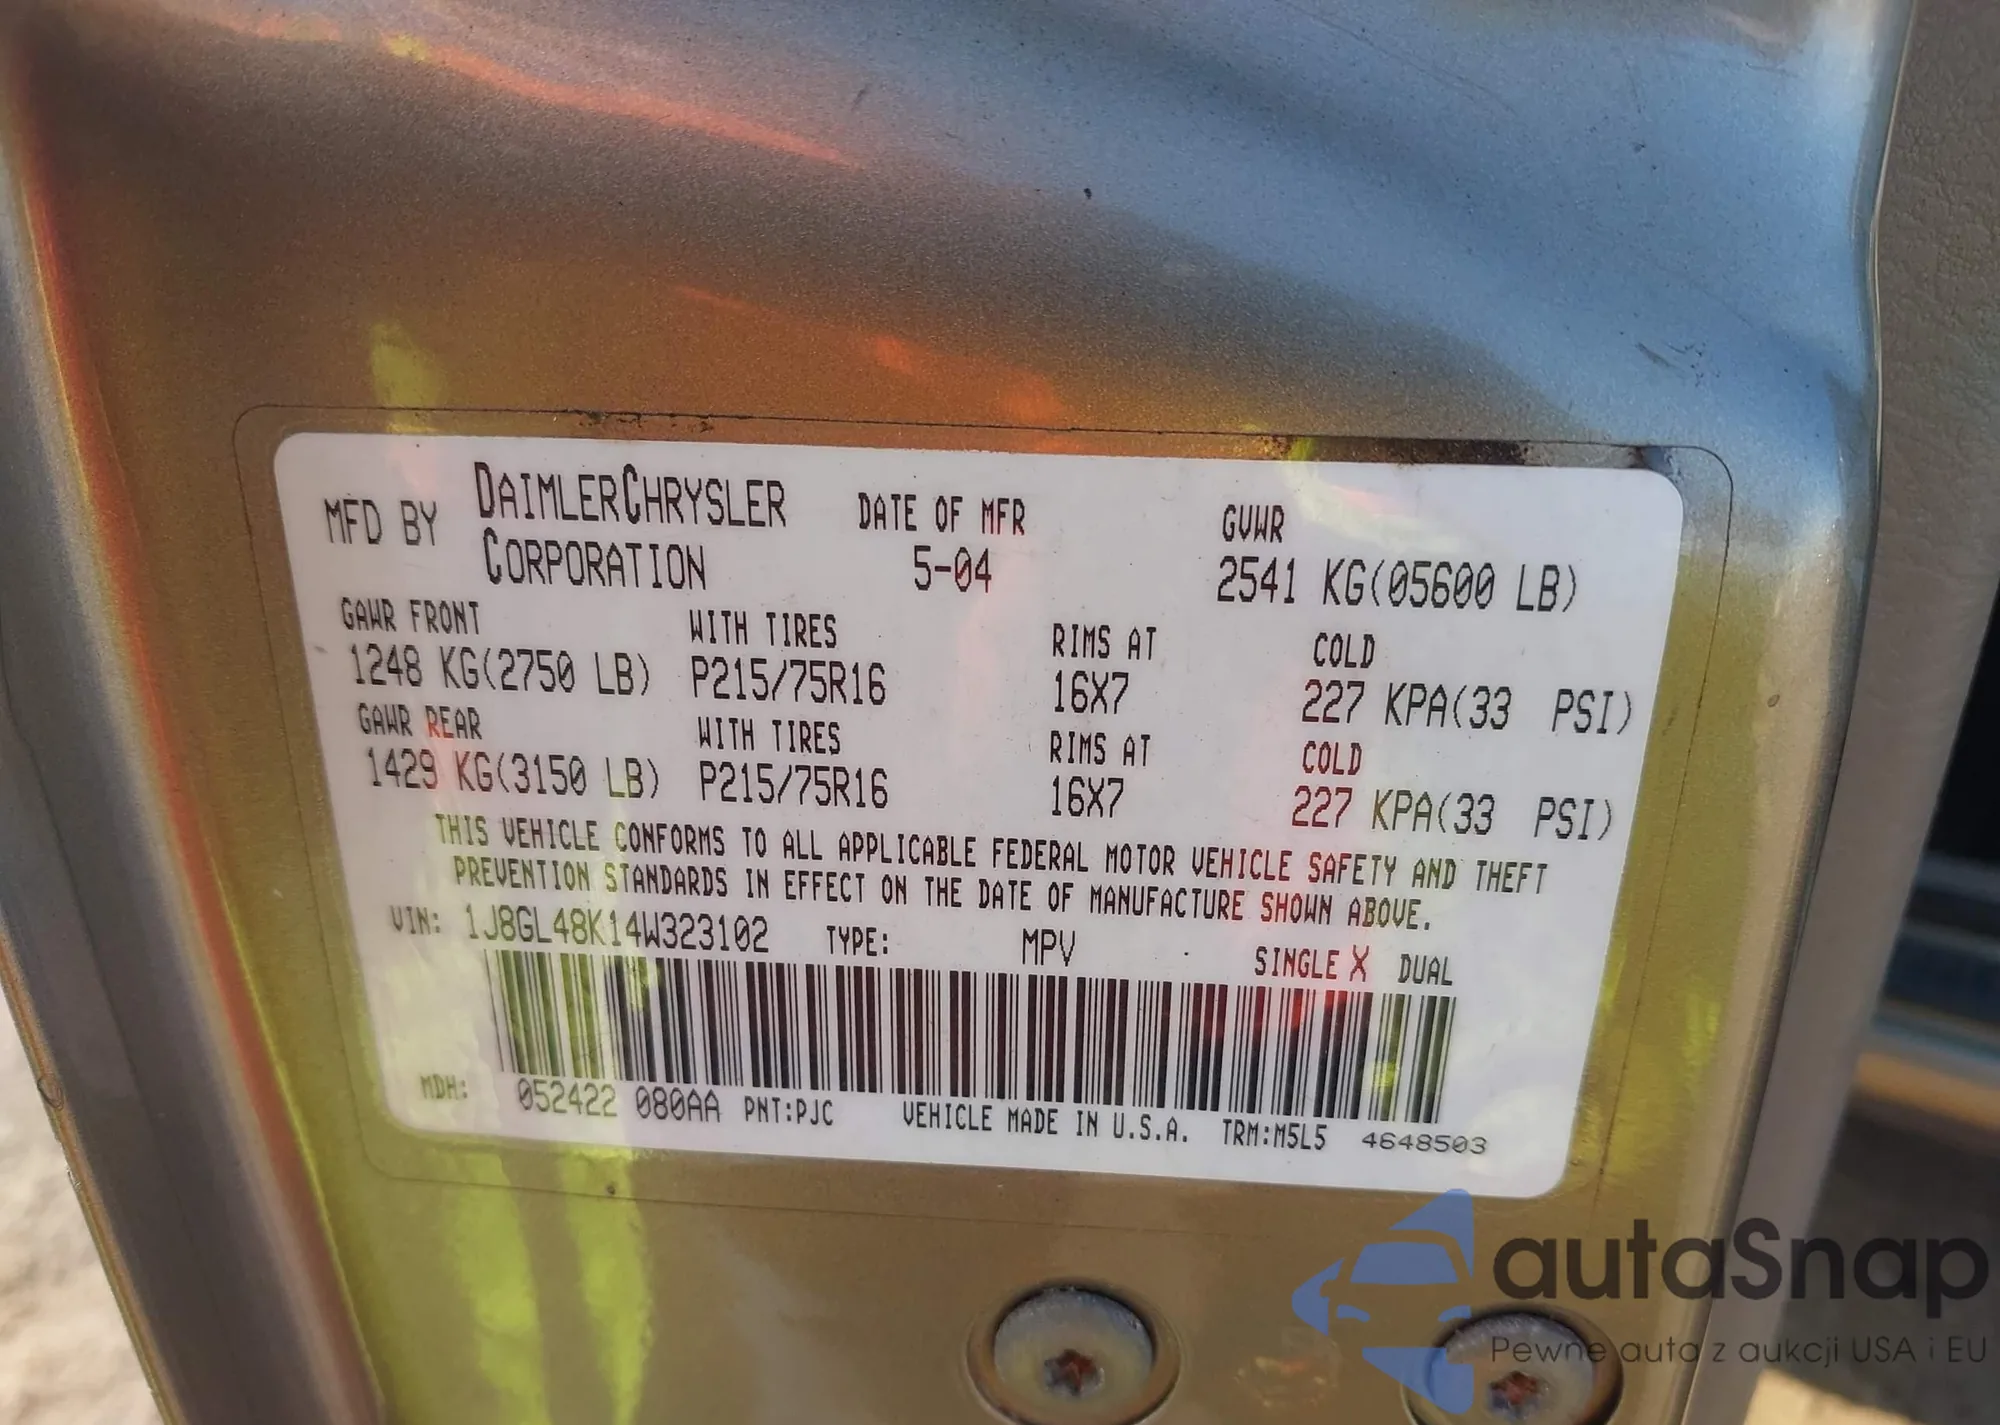 MFD BY DAIMLERCHRYSLER CORPORATION DATE OF MFR 5-04 GVWR 2541 KG(05600 LB)
GAWR FRONT WITH TIRES RIMS AT COLD
1248 KG(2750 LB) P215/75R16 16X7 227 KPA(33 PSI)
GAWR REAR WITH TIRES RIMS AT COLD
1429 KG(3150 LB) P215/75R16 16X7 227 KPA(33 PSI)
THIS VEHICLE CONFORMS TO ALL APPLICABLE FEDERAL MOTOR VEHICLE SAFETY AND THEFT
PREVENTION STANDARDS IN EFFECT ON THE DATE OF MANUFACTURE SHOWN ABOVE.
VIN: 1J8GL48K14W323102 TYPE: MPV SINGLE X DUAL
MDH: 052422 080AA PNT:PJC VEHICLE MADE IN U.S.A. TRM:M5L5 4648503
autaSnap
Pewne auta z aukcji USA i EU